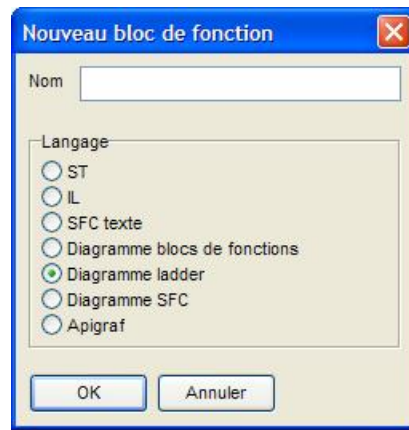 Nouveau bloc de fonction
Nom
Langage
ST
IL
SFC texte
Diagramme blocs de fonctions
Diagramme ladder
Diagramme SFC
Apigraf
OK Annuler